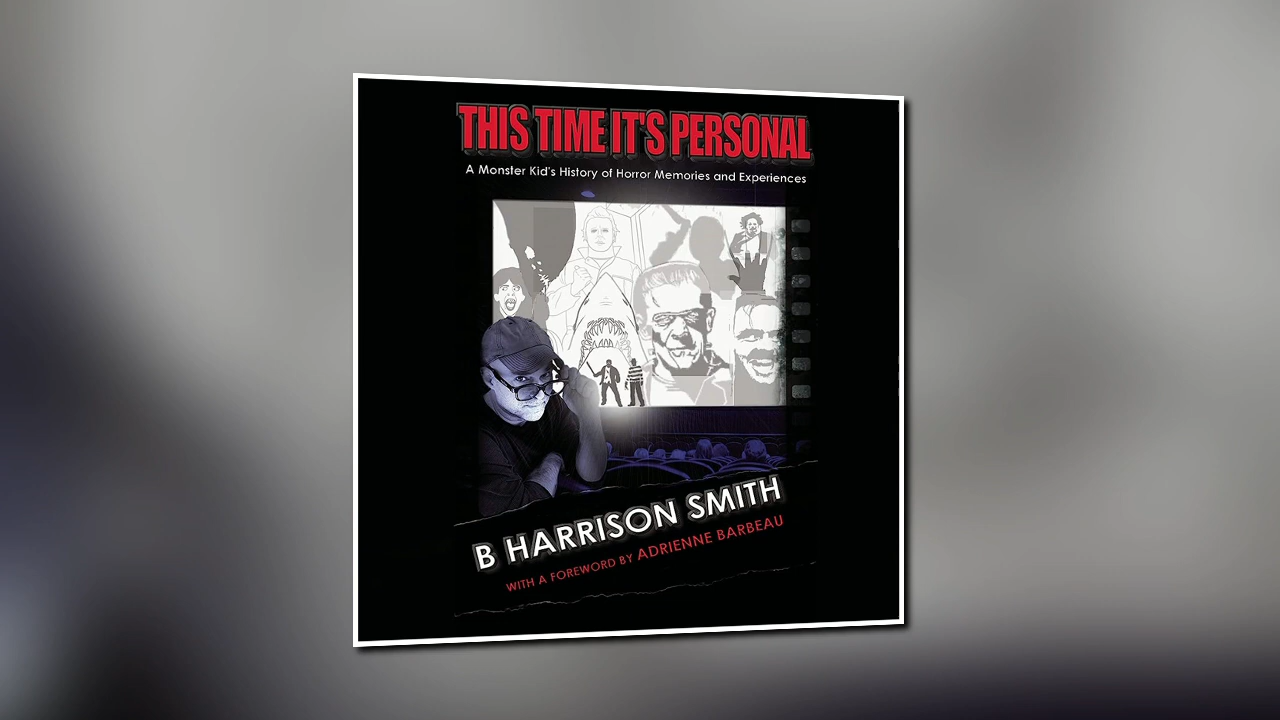 THIS TIME IT'S PERSONAL
A Monster Kid's History of Horror Memories and Experiences
B HARRISON SMITH
WITH A FOREWORD BY ADRIENNE BARBEAU